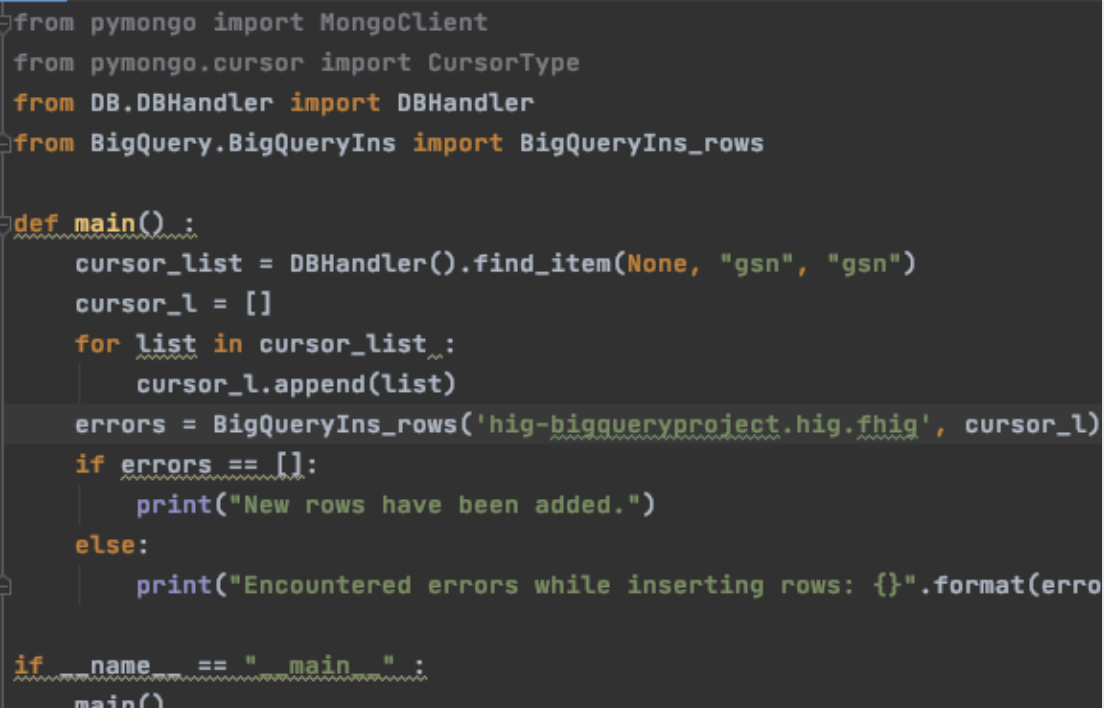 from pymongo import MongoClient
from pymongo.cursor import CursorType
from DB.DBHandler import DBHandler
from BigQuery.BigQueryIns import BigQueryIns_rows
def main() :
    cursor_list = DBHandler().find_item(None, "gsn", "gsn")
    cursor_l = []
    for list in cursor_list :
        cursor_l.append(list)
    errors = BigQueryIns_rows('hig-bigqueryproject.hig.fhig', cursor_l)
    if errors == []:
        print("New rows have been added.")
    else:
        print("Encountered errors while inserting rows: {}".format(erro
if __name__ == "__main__" :
    main()